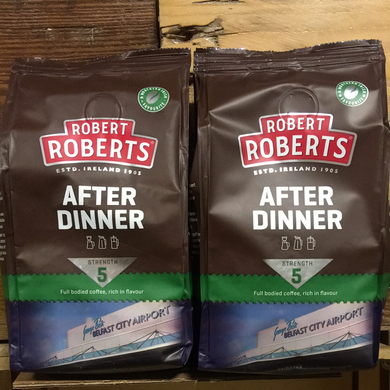 ROBERT
ROBERTS
ESTD. IRELAND 1905
AFTER
DINNER
STRENGTH
5
Full bodied coffee, rich in flavour
BELFAST CITY AIRPORT
ROBERT
ROBERTS
ESTD. IRELAND 1905
AFTER
DINNER
STRENGTH
5
Full bodied coffee, rich in flavour
BELFAST CITY AIRPORT